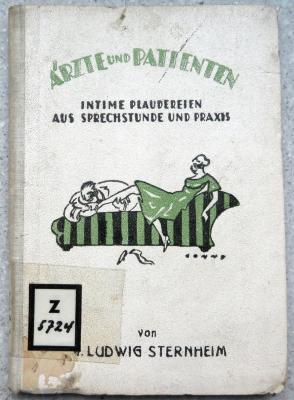 ÄRZTE UND PATIENTEN
INTIME PLAUDEREIEN
AUS SPRECHSTUNDE UND PRAXIS
Z
5724
von
LUDWIG STERNHEIM